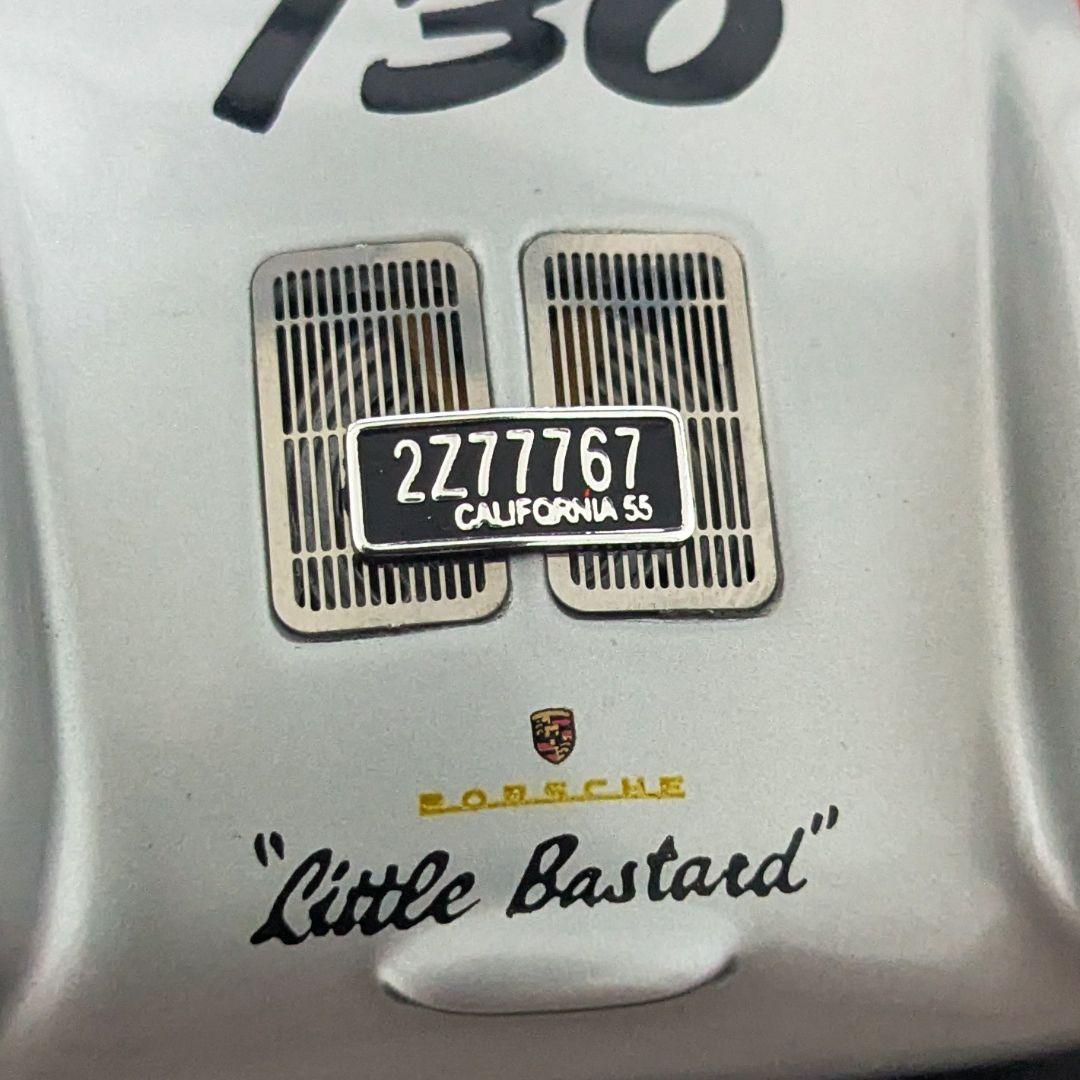 130
2Z77767
CALIFORNIA 55
PORSCHE
"Little Bastard"